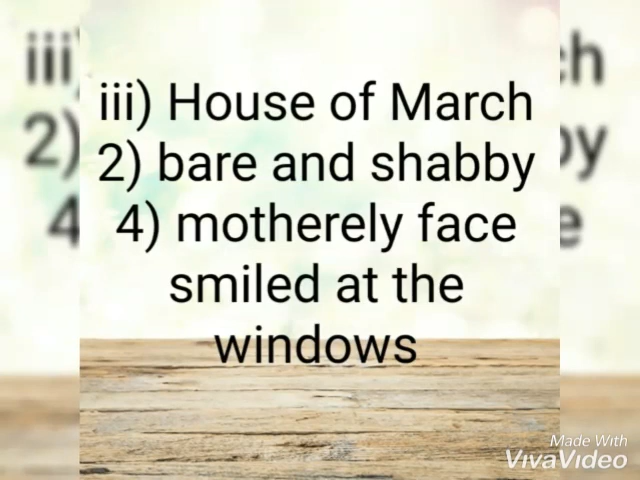 iii) House of March
2) bare and shabby
4) motherely face
smiled at the
windows
Made With
VivaVideo